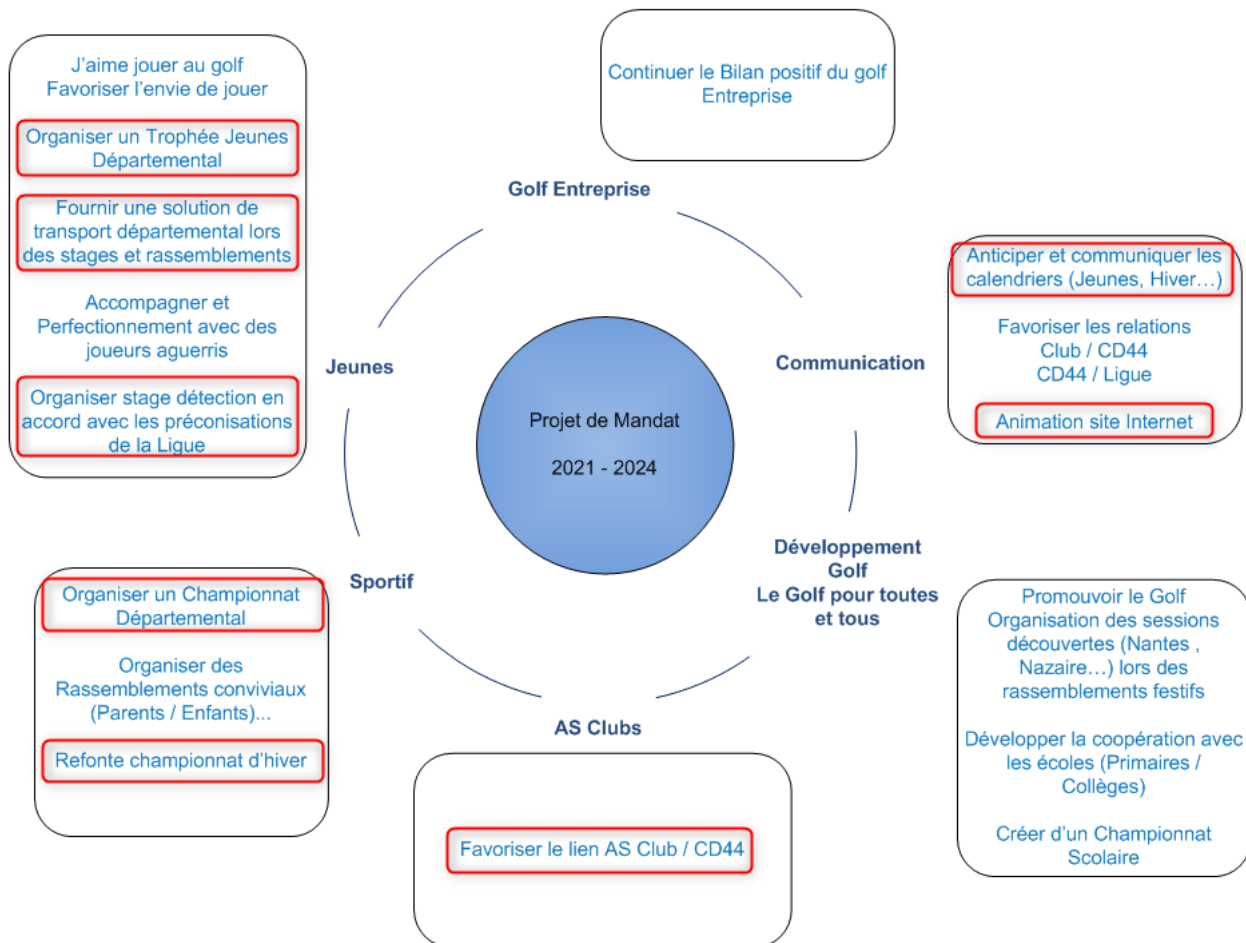 J'aime jouer au golf
Favoriser l'envie de jouer
Organiser un Trophée Jeunes
Départemental
Fournir une solution de
transport départemental lors
des stages et rassemblements
Accompagner et
Perfectionnement avec des
joueurs aguerris
Organiser stage détection en
accord avec les préconisations
de la Ligue
Continuer le Bilan positif du golf
Entreprise
Golf Entreprise
Jeunes
Communication
Anticiper et communiquer les
calendriers (Jeunes, Hiver…)
Favoriser les relations
Club / CD44
CD44 / Ligue
Animation site Internet
Projet de Mandat
2021 - 2024
Sportif
Développement
Golf
Le Golf pour toutes
et tous
Organiser un Championnat
Départemental
Organiser des
Rassemblements conviviaux
(Parents / Enfants)...
Refonte championnat d'hiver
AS Clubs
Favoriser le lien AS Club / CD44
Promouvoir le Golf
Organisation des sessions
découvertes (Nantes ,
Nazaire…) lors des
rassemblements festifs
Développer la coopération avec
les écoles (Primaires /
Collèges)
Créer d'un Championnat
Scolaire